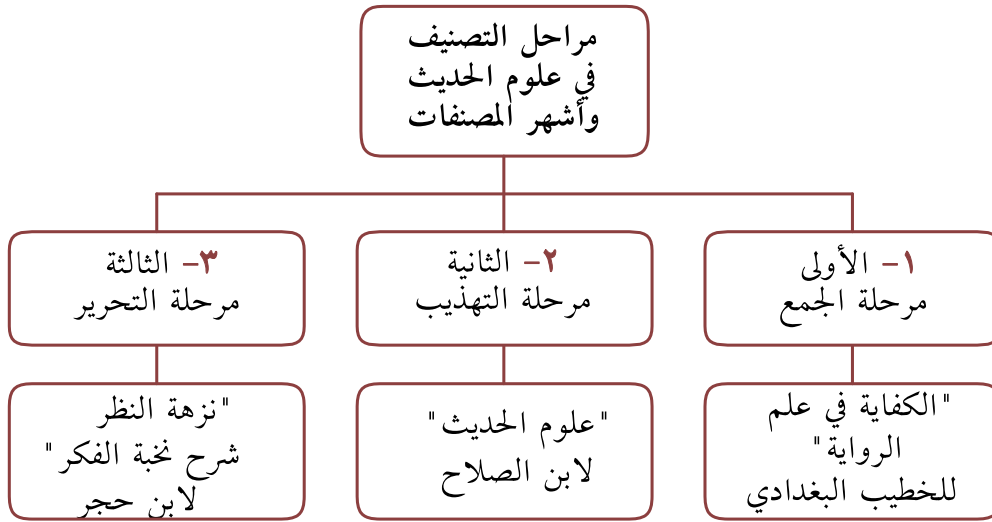 مراحل التصنيف
في علوم الحديث
وأشهر المصنفات
١- الأولى
مرحلة الجمع
"الكفاية في علم
الرواية"
للخطيب البغدادي
٢- الثانية
مرحلة التهذيب
"علوم الحديث"
لابن الصلاح
٣- الثالثة
مرحلة التحرير
"نزهة النظر
شرح نخبة الفكر"
لابن حجر